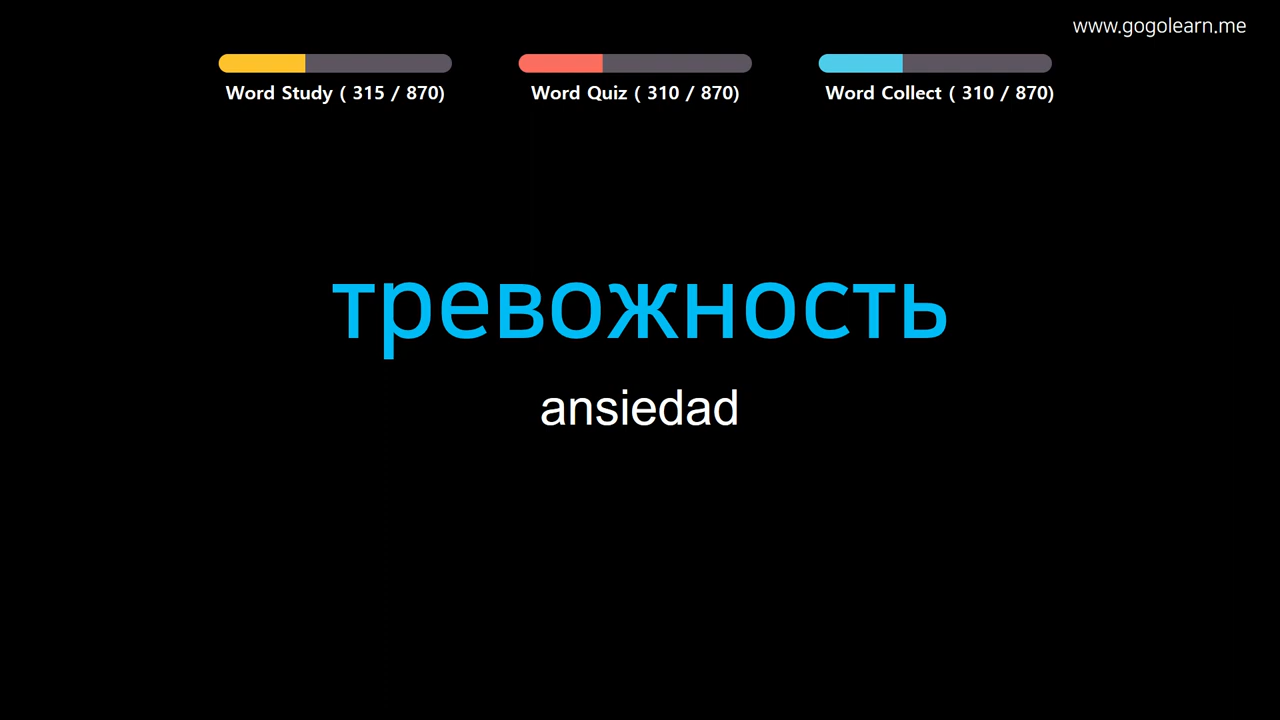 www.gogolearn.me
Word Study ( 315 / 870)
Word Quiz ( 310 / 870)
Word Collect ( 310 / 870)
тревожность
ansiedad